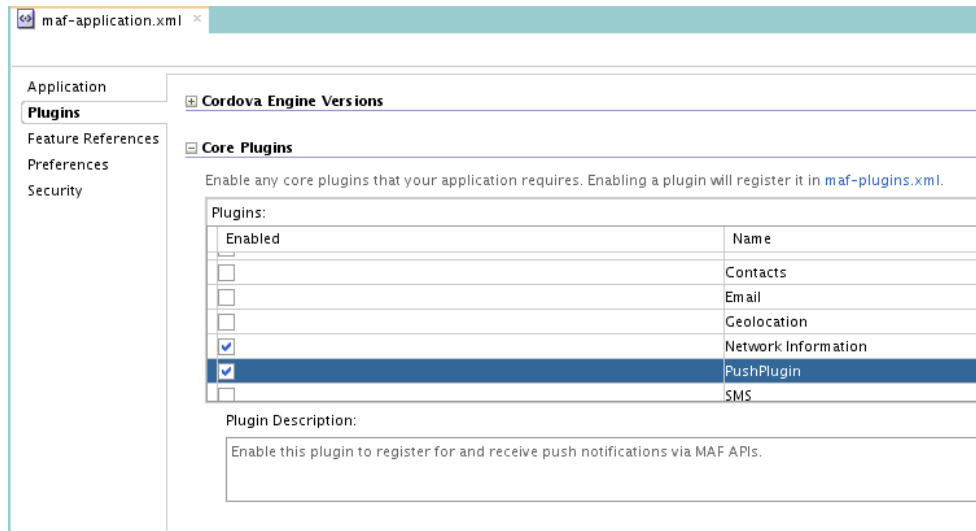 maf-application.xml
Application
Plugins
Feature References
Preferences
Security
Cordova Engine Versions
Core Plugins
Enable any core plugins that your application requires. Enabling a plugin will register it in maf-plugins.xml.
Plugins:
Enabled Name
Contacts
Email
Geolocation
Network Information
PushPlugin
SMS
Plugin Description:
Enable this plugin to register for and receive push notifications via MAF APIs.